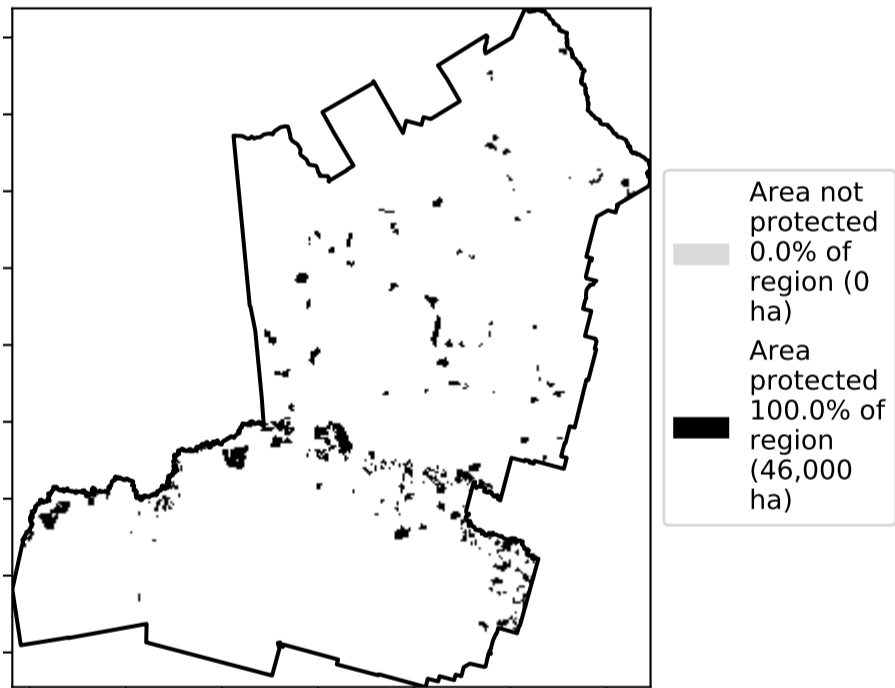 Area not
protected
0.0% of
region (0
ha)
Area
protected
100.0% of
region
(46,000
ha)